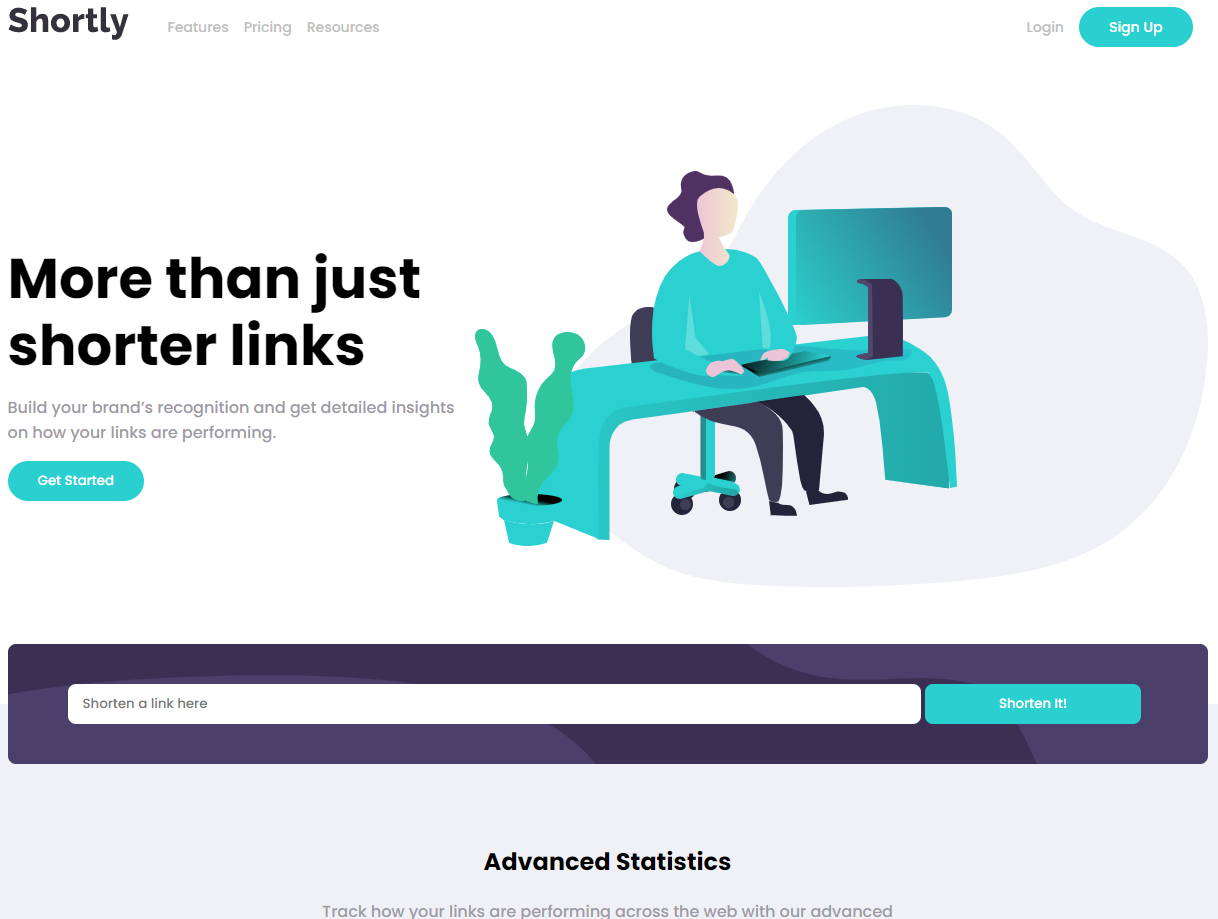 Shortly
Features Pricing Resources
Login Sign Up
More than just
shorter links
Build your brand’s recognition and get detailed insights
on how your links are performing.
Get Started
Shorten a link here
Shorten It!
Advanced Statistics
Track how your links are performing across the web with our advanced